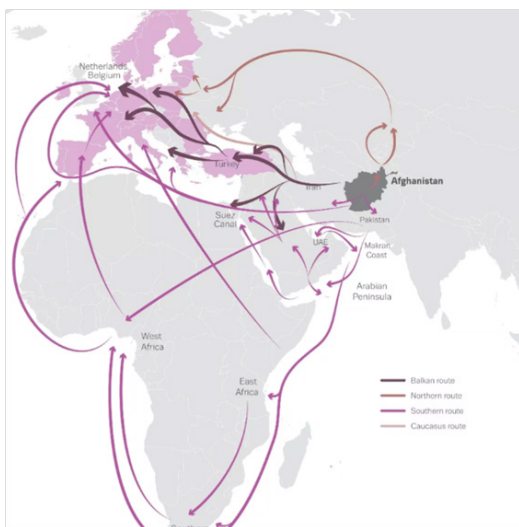 Netherlands
Belgium
Turkey
Iran
Afghanistan
Pakistan
Suez
Canal
UAE
Makran
Coast
Arabian
Peninsula
West
Africa
East
Africa
Balkan route
Northern route
Southern route
Caucasus route